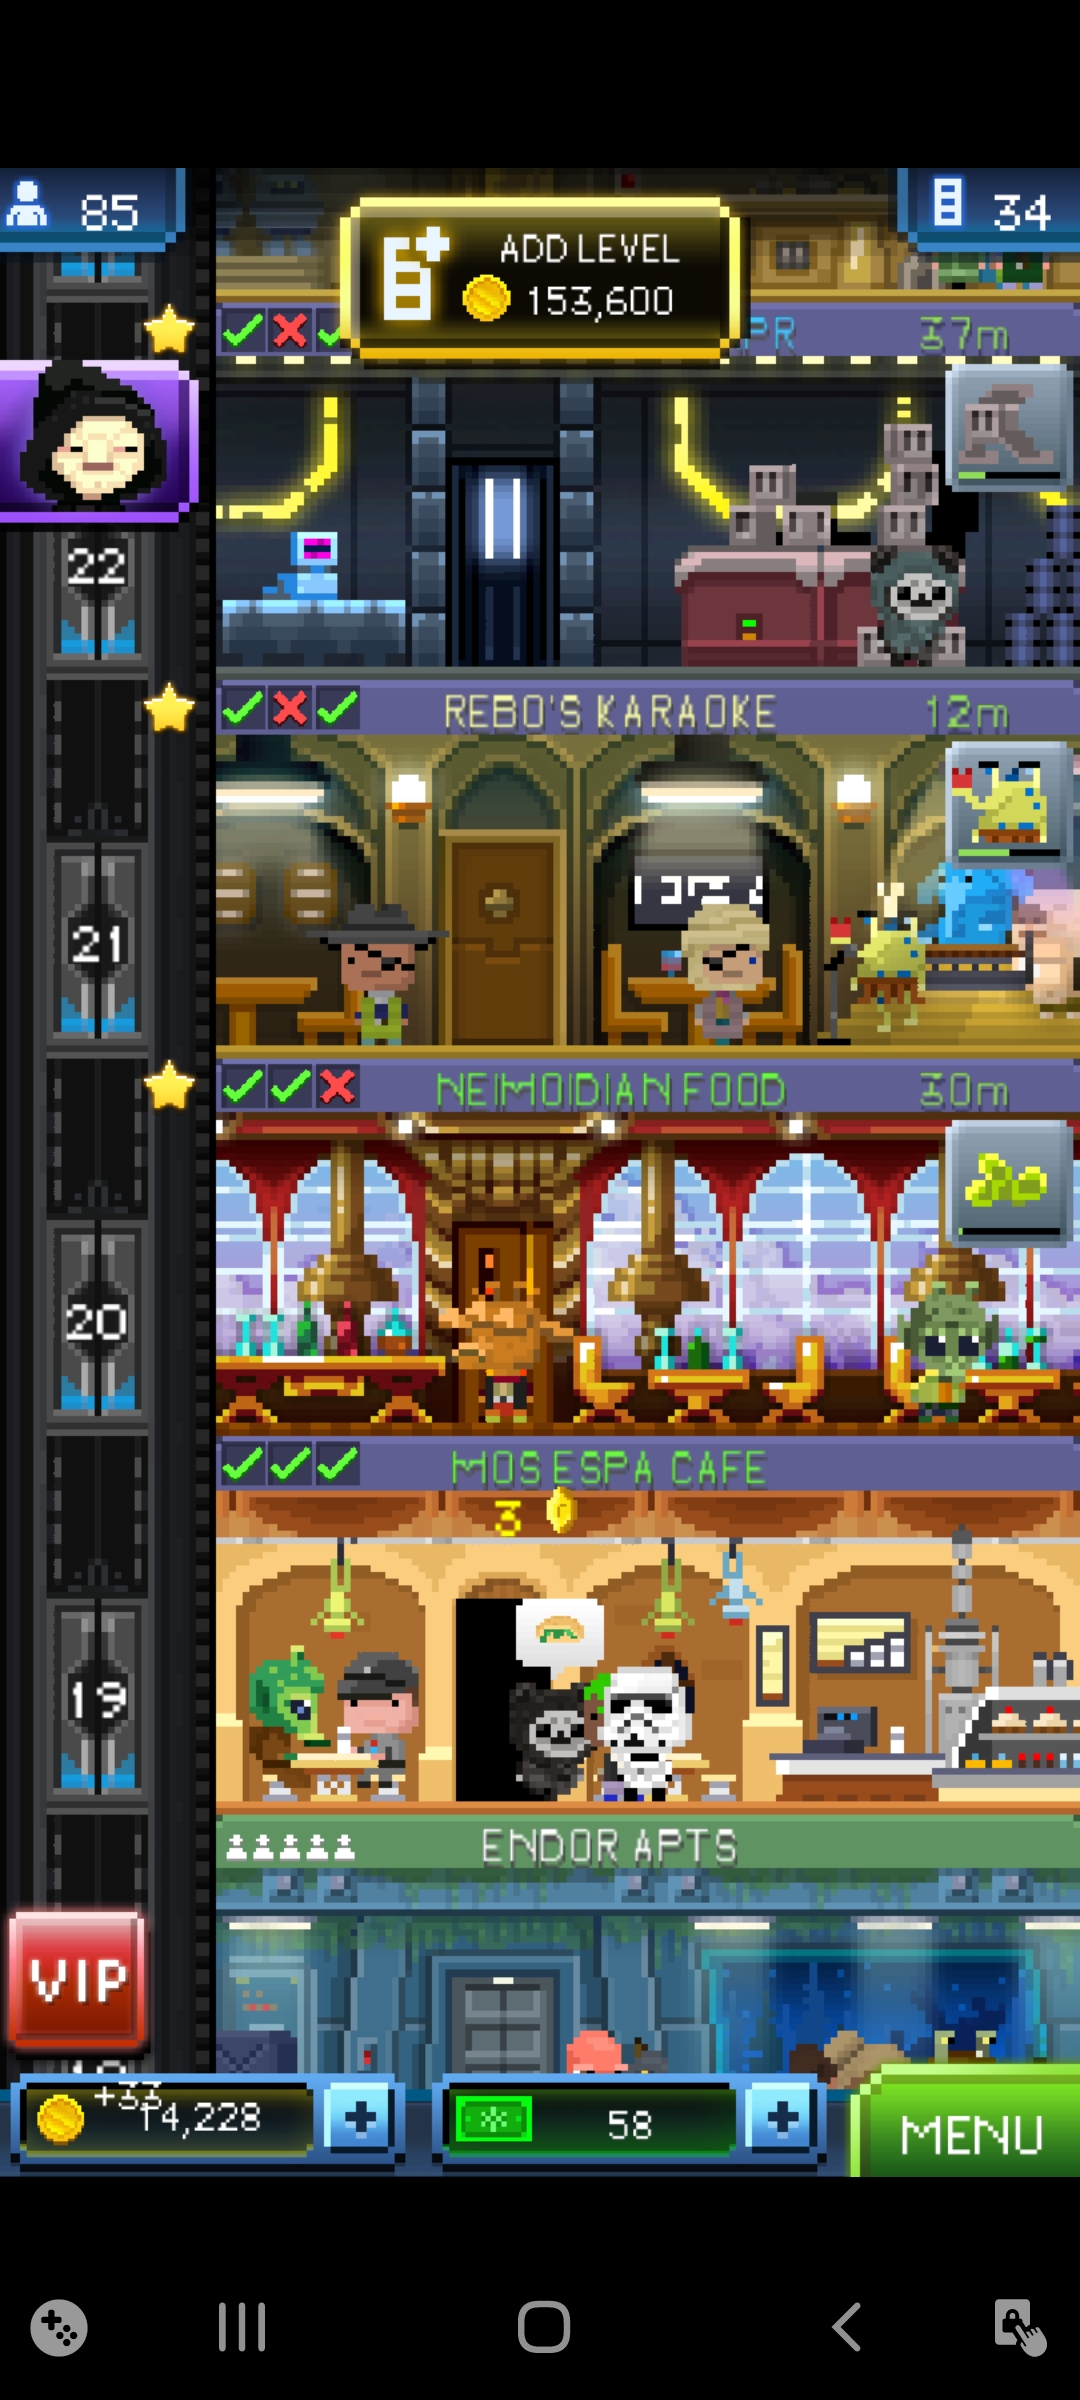 85
ADD LEVEL
153,600
34
PR
37m
22
REBO'S KARAOKE
12m
21
NEIMOIDIAN FOOD
30m
20
MOS ESPA CAFE
3
19
ENDOR APTS
VIP
+33
14,228
58
MENU